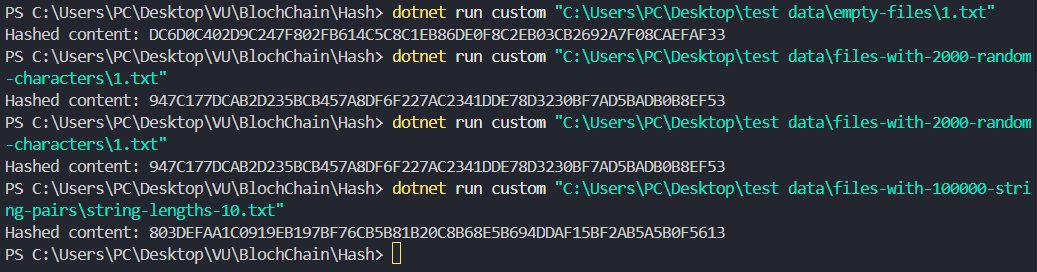 PS C:\Users\PC\Desktop\VU\BlochChain\Hash> dotnet run custom "C:\Users\PC\Desktop\test data\empty-files\1.txt"
Hashed content: DC6D0C402D9C247F802FB614C5C8C1EB86DE0F8C2EB03CB2692A7F08CAEFAF33
PS C:\Users\PC\Desktop\VU\BlochChain\Hash> dotnet run custom "C:\Users\PC\Desktop\test data\files-with-2000-random
-characters\1.txt"
Hashed content: 947C177DCAB2D235BCB457A8DF6F227AC2341DDE78D3230BF7AD5BADB0B8EF53
PS C:\Users\PC\Desktop\VU\BlochChain\Hash> dotnet run custom "C:\Users\PC\Desktop\test data\files-with-2000-random
-characters\1.txt"
Hashed content: 947C177DCAB2D235BCB457A8DF6F227AC2341DDE78D3230BF7AD5BADB0B8EF53
PS C:\Users\PC\Desktop\VU\BlochChain\Hash> dotnet run custom "C:\Users\PC\Desktop\test data\files-with-100000-stri
ng-pairs\string-lengths-10.txt"
Hashed content: 803DEFAA1C0919EB197BF76CB5B81B20C8B68E5B694DDAF15BF2AB5A5B0F5613
PS C:\Users\PC\Desktop\VU\BlochChain\Hash>